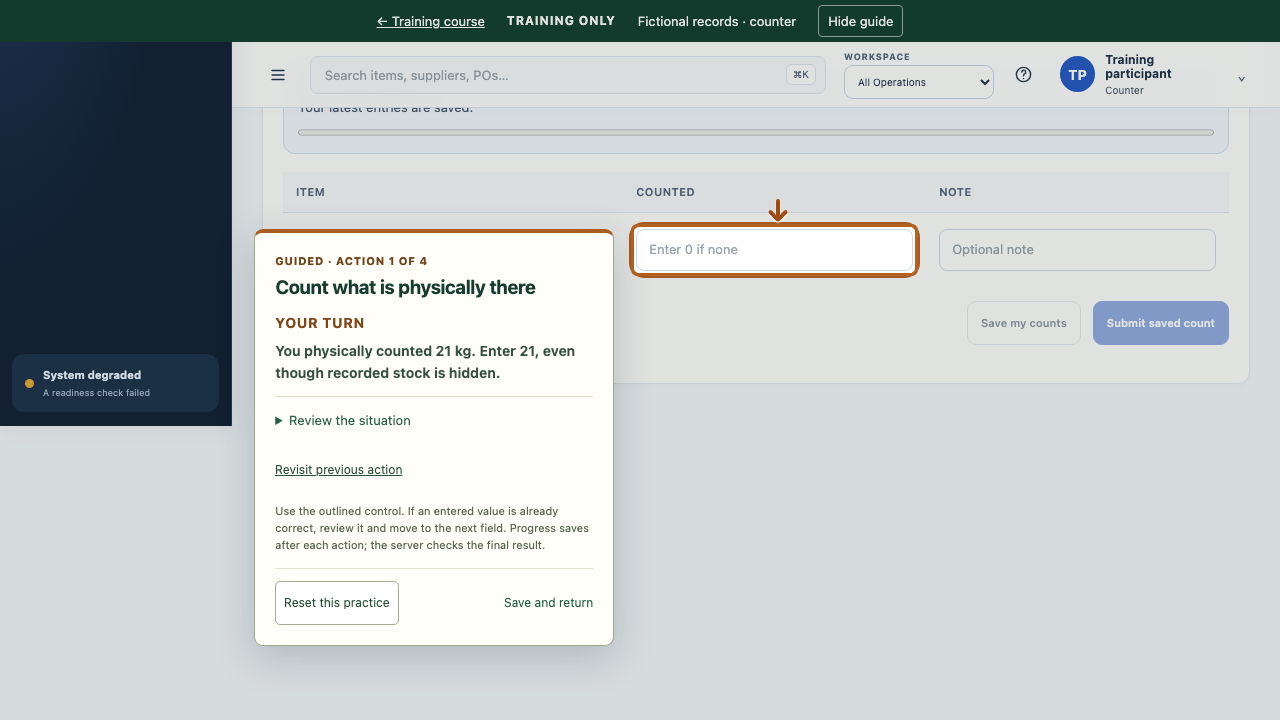 ← Training course
TRAINING ONLY
Fictional records · counter
Hide guide
Search items, suppliers, POs...
⌘K
WORKSPACE
All Operations
TP
Training participant
Counter
Your latest entries are saved.
ITEM
COUNTED
NOTE
Enter 0 if none
Optional note
Save my counts
Submit saved count
GUIDED · ACTION 1 OF 4
Count what is physically there
YOUR TURN
You physically counted 21 kg. Enter 21, even
though recorded stock is hidden.
Review the situation
Revisit previous action
Use the outlined control. If an entered value is already
correct, review it and move to the next field. Progress saves
after each action; the server checks the final result.
Reset this practice
Save and return
System degraded
A readiness check failed